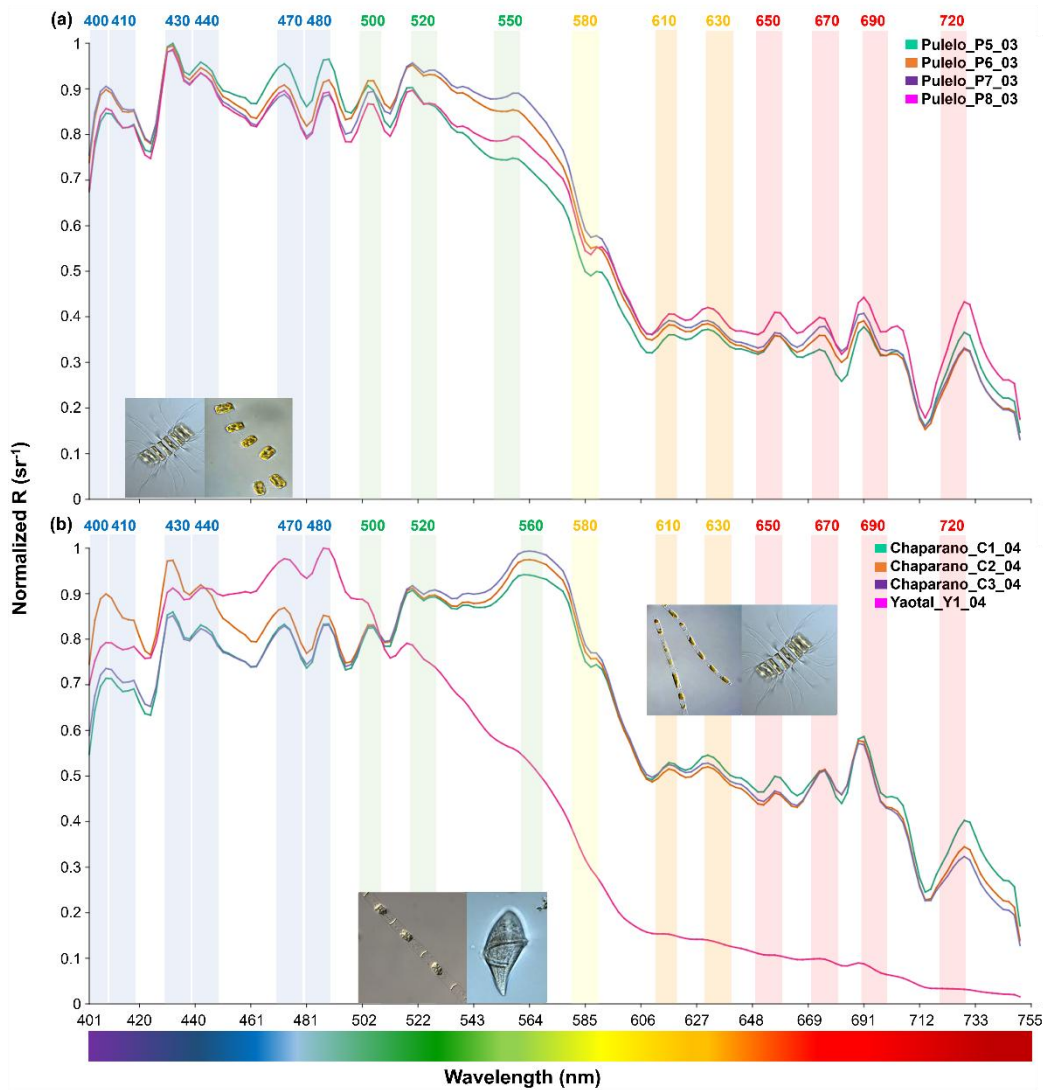 (a) 400 410 430 440 470 480 500 520 550 580 610 630 650 670 690 720
Pulelo_P5_03
Pulelo_P6_03
Pulelo_P7_03
Pulelo_P8_03
1
0.9
0.8
0.7
0.6
0.5
0.4
0.3
0.2
0.1
0
Normalized R (sr⁻¹)
(b) 400 410 430 440 470 480 500 520 560 580 610 630 650 670 690 720
Chaparano_C1_04
Chaparano_C2_04
Chaparano_C3_04
Yaotal_Y1_04
1
0.9
0.8
0.7
0.6
0.5
0.4
0.3
0.2
0.1
0
401 420 440 461 481 502 522 543 564 585 606 627 648 669 691 712 733 755
Wavelength (nm)